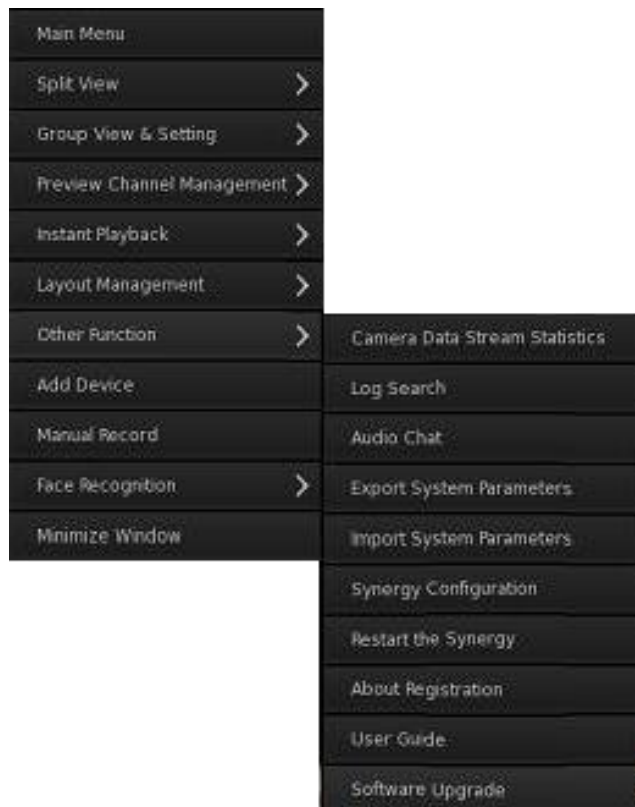 Main Menu
Split View
Group View & Setting
Preview Channel Management
Instant Playback
Layout Management
Other Function
Add Device
Manual Record
Face Recognition
Minimize Window
Camera Data Stream Statistics
Log Search
Audio Chat
Export System Parameters
Import System Parameters
Synergy Configuration
Restart the Synergy
About Registration
User Guide
Software Upgrade